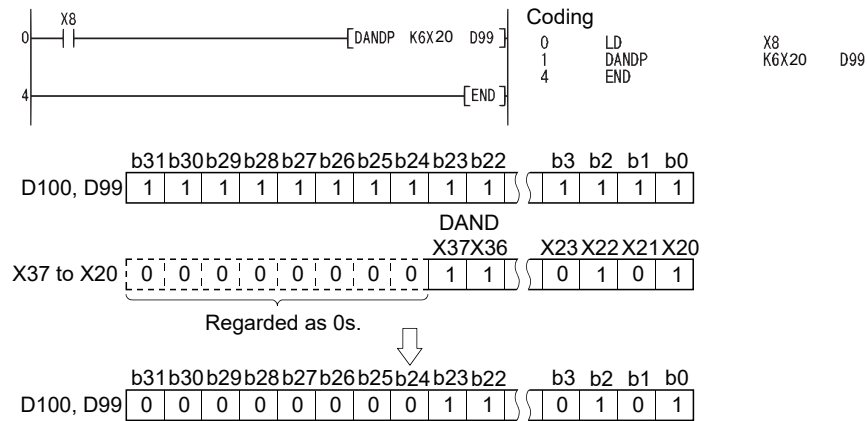 X8
0 DANDP K6X20 D99
4 END
Coding
0 LD X8
1 DANDP K6X20 D99
4 END
b31 b30 b29 b28 b27 b26 b25 b24 b23 b22 b3 b2 b1 b0
D100, D99 1 1 1 1 1 1 1 1 1 1 1 1 1 1
DAND
X37 X36 X23 X22 X21 X20
X37 to X20 0 0 0 0 0 0 0 0 1 1 0 1 0 1
Regarded as 0s.
b31 b30 b29 b28 b27 b26 b25 b24 b23 b22 b3 b2 b1 b0
D100, D99 0 0 0 0 0 0 0 0 1 1 0 1 0 1